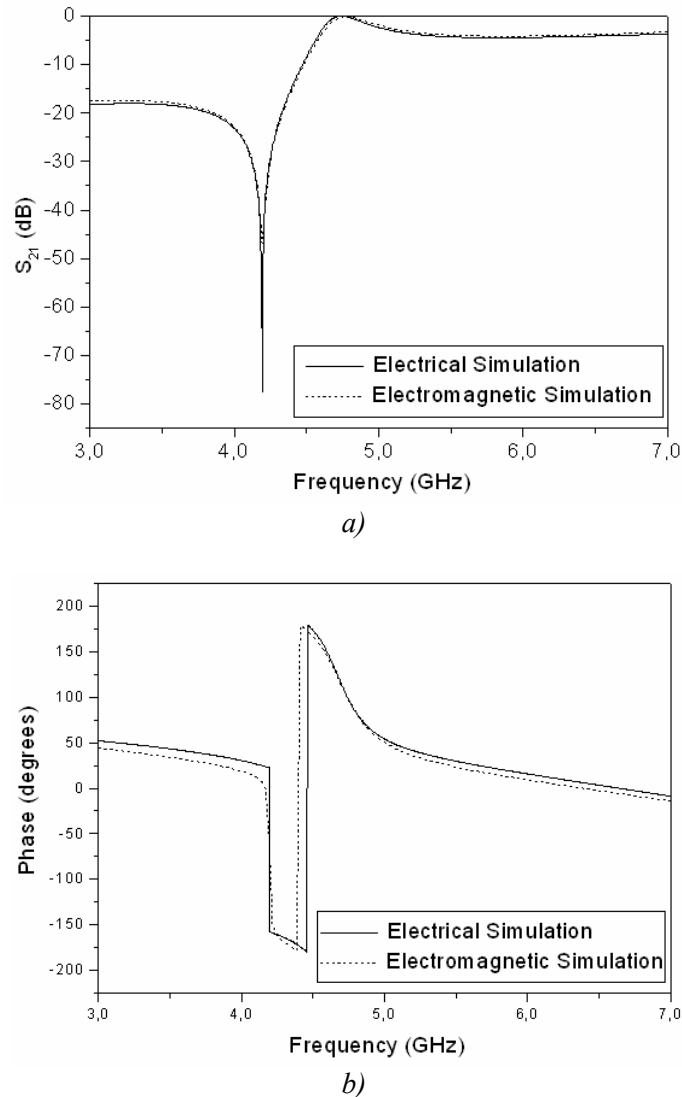 0
-10
-20
-30
-40
-50
-60
-70
-80
S21 (dB)
Electrical Simulation
Electromagnetic Simulation
3,0 4,0 5,0 6,0 7,0
Frequency (GHz)
a)
200
150
100
50
0
-50
-100
-150
-200
Phase (degrees)
Electrical Simulation
Electromagnetic Simulation
3,0 4,0 5,0 6,0 7,0
Frequency (GHz)
b)